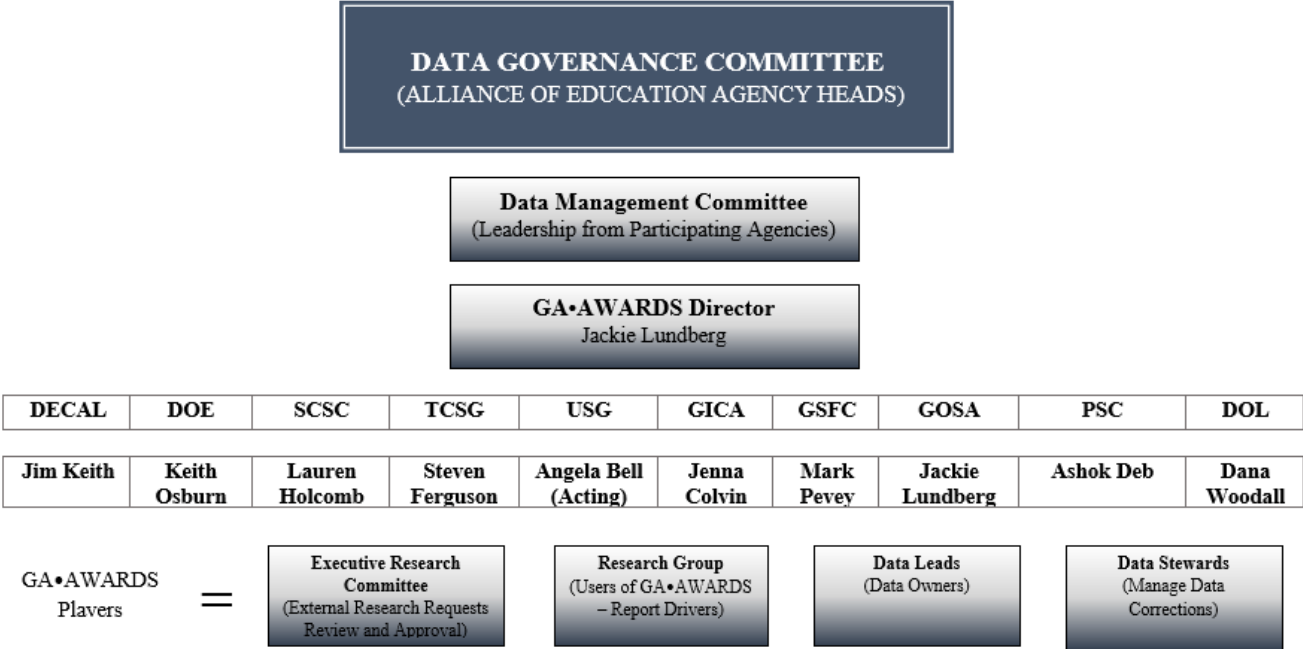 DATA GOVERNANCE COMMITTEE
(ALLIANCE OF EDUCATION AGENCY HEADS)
Data Management Committee
(Leadership from Participating Agencies)
GA•AWARDS Director
Jackie Lundberg
DECAL DOE SCSC TCSG USG GICA GSFC GOSA PSC DOL
Jim Keith Keith Lauren Steven Angela Bell Jenna Mark Jackie Ashok Deb Dana
Osburn Holcomb Ferguson (Acting) Colvin Pevey Lundberg Woodall
GA•AWARDS
Players
=
Executive Research
Committee
(External Research Requests
Review and Approval)
Research Group
(Users of GA•AWARDS
– Report Drivers)
Data Leads
(Data Owners)
Data Stewards
(Manage Data
Corrections)